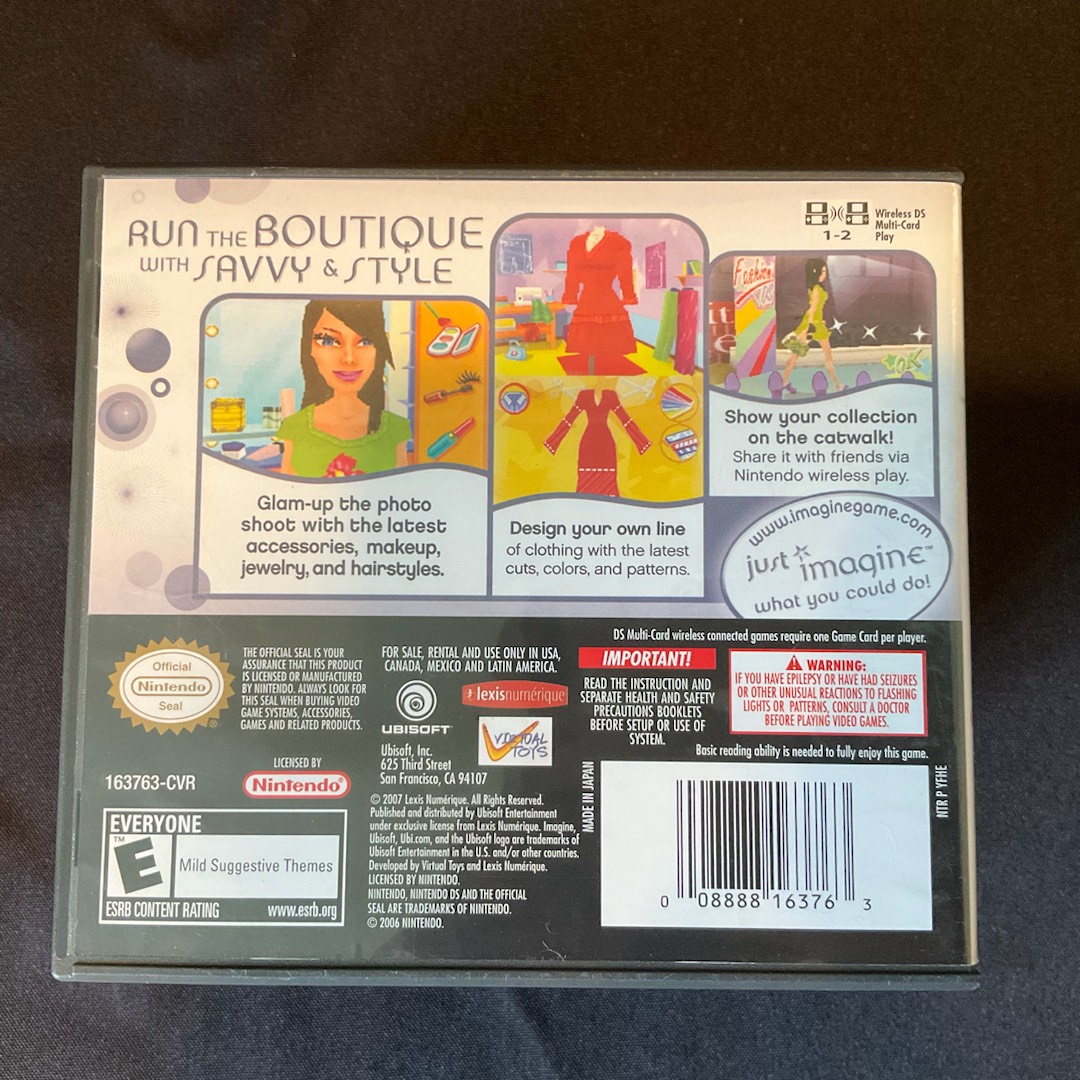 RUN THE BOUTIQUE
WITH SAVVY & STYLE
1-2
Wireless DS
Multi-Card
Play
Glam-up the photo
shoot with the latest
accessories, makeup,
jewelry, and hairstyles.
Design your own line
of clothing with the latest
cuts, colors, and patterns.
Fashion
OK
Show your collection
on the catwalk!
Share it with friends via
Nintendo wireless play.
www.imaginegame.com
just imagine™
what you could do!
DS Multi-Card wireless connected games require one Game Card per player.
Official
Nintendo
Seal
®
THE OFFICIAL SEAL IS YOUR
ASSURANCE THAT THIS PRODUCT
IS LICENSED OR MANUFACTURED
BY NINTENDO. ALWAYS LOOK FOR
THIS SEAL WHEN BUYING VIDEO
GAME SYSTEMS, ACCESSORIES,
GAMES AND RELATED PRODUCTS.
FOR SALE, RENTAL AND USE ONLY IN USA,
CANADA, MEXICO AND LATIN AMERICA.
UBISOFT™
lexisnumérique
VIRTUAL
TOYS
Ubisoft, Inc.
625 Third Street
San Francisco, CA 94107
IMPORTANT!
READ THE INSTRUCTION AND
SEPARATE HEALTH AND SAFETY
PRECAUTIONS BOOKLETS
BEFORE SETUP OR USE OF
SYSTEM.
WARNING:
IF YOU HAVE EPILEPSY OR HAVE HAD SEIZURES
OR OTHER UNUSUAL REACTIONS TO FLASHING
LIGHTS OR PATTERNS, CONSULT A DOCTOR
BEFORE PLAYING VIDEO GAMES.
Basic reading ability is needed to fully enjoy this game.
163763-CVR
LICENSED BY
Nintendo®
EVERYONE
™
E
Mild Suggestive Themes
ESRB CONTENT RATING www.esrb.org
© 2007 Lexis Numérique. All Rights Reserved.
Published and distributed by Ubisoft Entertainment
under exclusive license from Lexis Numérique. Imagine,
Ubisoft, Ubi.com, and the Ubisoft logo are trademarks of
Ubisoft Entertainment in the U.S. and/or other countries.
Developed by Virtual Toys and Lexis Numérique.
LICENSED BY NINTENDO.
NINTENDO, NINTENDO DS AND THE OFFICIAL
SEAL ARE TRADEMARKS OF NINTENDO.
© 2006 NINTENDO.
MADE IN JAPAN
NTR P YFHE
0 08888 16376 3